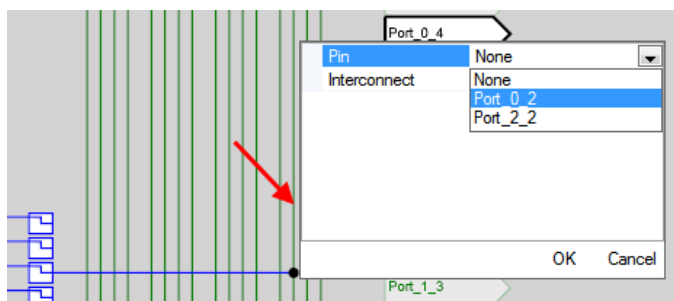 Port_0_4
Pin None
Interconnect None
Port_0_2
Port_2_2
OK Cancel
Port_1_3